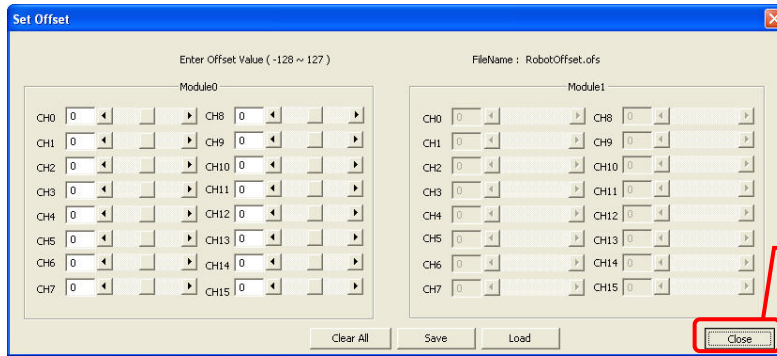 Set Offset
Enter Offset Value ( -128 ~ 127 ) FileName : RobotOffset.ofs
Module0 Module1
CH0 0 CH8 0 CH0 0 CH8 0
CH1 0 CH9 0 CH1 0 CH9 0
CH2 0 CH10 0 CH2 0 CH10 0
CH3 0 CH11 0 CH3 0 CH11 0
CH4 0 CH12 0 CH4 0 CH12 0
CH5 0 CH13 0 CH5 0 CH13 0
CH6 0 CH14 0 CH6 0 CH14 0
CH7 0 CH15 0 CH7 0 CH15 0
Clear All Save Load Close